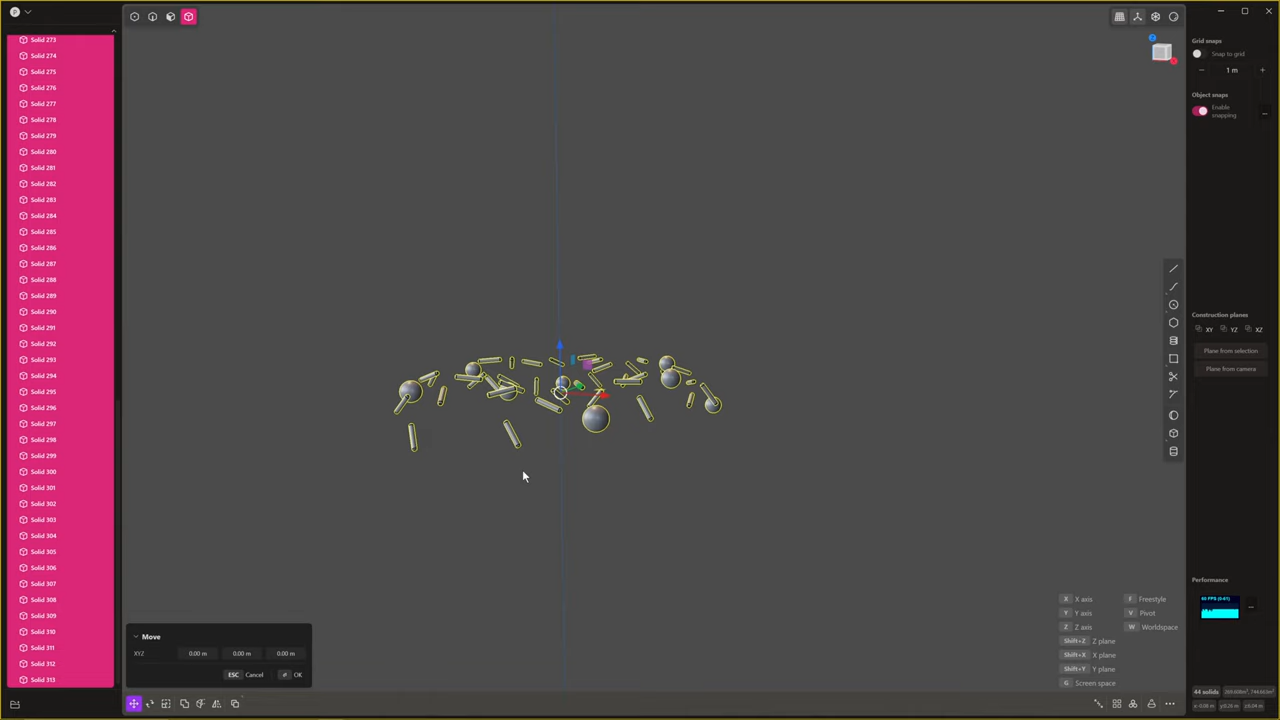 Solid 273
Solid 274
Solid 275
Solid 276
Solid 277
Solid 278
Solid 279
Solid 280
Solid 281
Solid 282
Solid 283
Solid 284
Solid 285
Solid 286
Solid 287
Solid 288
Solid 289
Solid 290
Solid 291
Solid 292
Solid 293
Solid 294
Solid 295
Solid 296
Solid 297
Solid 298
Solid 299
Solid 300
Solid 301
Solid 302
Solid 303
Solid 304
Solid 305
Solid 306
Solid 307
Solid 308
Solid 309
Solid 310
Solid 311
Solid 312
Solid 313
Move
XYZ 0.00 m 0.00 m 0.00 m
ESC Cancel OK
X X axis F Freestyle
Y Y axis V Pivot
Z Z axis W Worldspace
Shift+Z Z plane
Shift+X X plane
Shift+Y Y plane
G Screen space
Z
Grid snaps
Snap to grid
− 1 m +
Object snaps
Enable
snapping
Construction planes
XY YZ XZ
Plane from selection
Plane from camera
Performance
44 solids